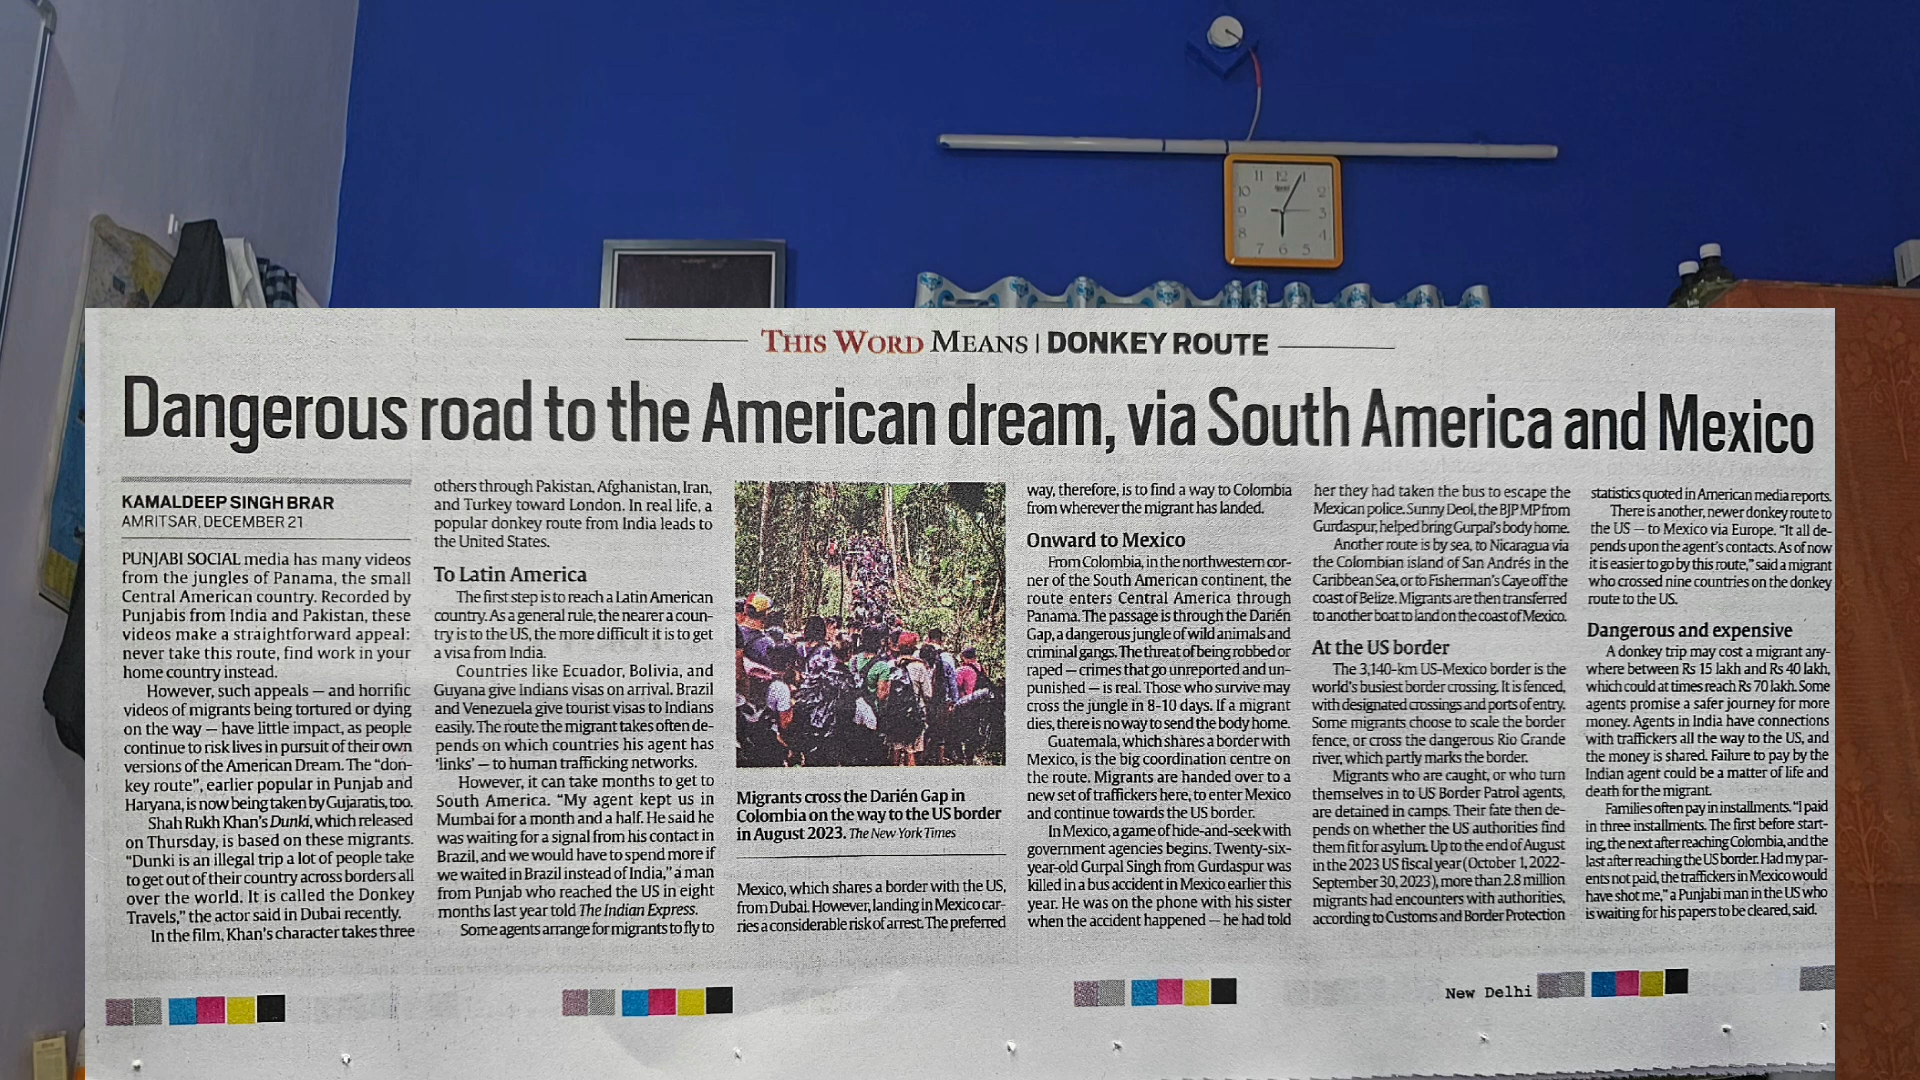 THIS WORD MEANS | DONKEY ROUTE
Dangerous road to the American dream, via South America and Mexico
KAMALDEEP SINGH BRAR
AMRITSAR, DECEMBER 21
PUNJABI SOCIAL media has many videos
from the jungles of Panama, the small
Central American country. Recorded by
Punjabis from India and Pakistan, these
videos make a straightforward appeal:
never take this route, find work in your
home country instead.
However, such appeals — and horrific
videos of migrants being tortured or dying
on the way — have little impact, as people
continue to risk lives in pursuit of their own
versions of the American Dream. The "don-
key route", earlier popular in Punjab and
Haryana, is now being taken by Gujaratis, too.
Shah Rukh Khan's Dunki, which released
on Thursday, is based on these migrants.
"Dunki is an illegal trip a lot of people take
to get out of their country across borders all
over the world. It is called the Donkey
Travels," the actor said in Dubai recently.
In the film, Khan's character takes three
others through Pakistan, Afghanistan, Iran,
and Turkey toward London. In real life, a
popular donkey route from India leads to
the United States.
To Latin America
The first step is to reach a Latin American
country. As a general rule, the nearer a coun-
try is to the US, the more difficult it is to get
a visa from India.
Countries like Ecuador, Bolivia, and
Guyana give Indians visas on arrival. Brazil
and Venezuela give tourist visas to Indians
easily. The route the migrant takes often de-
pends on which countries his agent has
'links' — to human trafficking networks.
However, it can take months to get to
South America. "My agent kept us in
Mumbai for a month and a half. He said he
was waiting for a signal from his contact in
Brazil, and we would have to spend more if
we waited in Brazil instead of India," a man
from Punjab who reached the US in eight
months last year told The Indian Express.
Some agents arrange for migrants to fly to
Migrants cross the Darién Gap in
Colombia on the way to the US border
in August 2023. The New York Times
Mexico, which shares a border with the US,
from Dubai. However, landing in Mexico car-
ries a considerable risk of arrest. The preferred
way, therefore, is to find a way to Colombia
from wherever the migrant has landed.
Onward to Mexico
From Colombia, in the northwestern cor-
ner of the South American continent, the
route enters Central America through
Panama. The passage is through the Darién
Gap, a dangerous jungle of wild animals and
criminal gangs. The threat of being robbed or
raped — crimes that go unreported and un-
punished — is real. Those who survive may
cross the jungle in 8-10 days. If a migrant
dies, there is no way to send the body home.
Guatemala, which shares a border with
Mexico, is the big coordination centre on
the route. Migrants are handed over to a
new set of traffickers here, to enter Mexico
and continue towards the US border.
In Mexico, a game of hide-and-seek with
government agencies begins. Twenty-six-
year-old Gurpal Singh from Gurdaspur was
killed in a bus accident in Mexico earlier this
year. He was on the phone with his sister
when the accident happened — he had told
her they had taken the bus to escape the
Mexican police. Sunny Deol, the BJP MP from
Gurdaspur, helped bring Gurpal's body home.
Another route is by sea, to Nicaragua via
the Colombian island of San Andrés in the
Caribbean Sea, or to Fisherman's Caye off the
coast of Belize. Migrants are then transferred
to another boat to land on the coast of Mexico.
At the US border
The 3,140-km US-Mexico border is the
world's busiest border crossing. It is fenced,
with designated crossings and ports of entry.
Some migrants choose to scale the border
fence, or cross the dangerous Rio Grande
river, which partly marks the border.
Migrants who are caught, or who turn
themselves in to US Border Patrol agents,
are detained in camps. Their fate then de-
pends on whether the US authorities find
them fit for asylum. Up to the end of August
in the 2023 US fiscal year (October 1, 2022-
September 30, 2023), more than 2.8 million
migrants had encounters with authorities,
according to Customs and Border Protection
statistics quoted in American media reports.
There is another, newer donkey route to
the US — to Mexico via Europe. "It all de-
pends upon the agent's contacts. As of now
it is easier to go by this route," said a migrant
who crossed nine countries on the donkey
route to the US.
Dangerous and expensive
A donkey trip may cost a migrant any-
where between Rs 15 lakh and Rs 40 lakh,
which could at times reach Rs 70 lakh. Some
agents promise a safer journey for more
money. Agents in India have connections
with traffickers all the way to the US, and
the money is shared. Failure to pay by the
Indian agent could be a matter of life and
death for the migrant.
Families often pay in installments. "I paid
in three installments. The first before start-
ing, the next after reaching Colombia, and the
last after reaching the US border. Had my par-
ents not paid, the traffickers in Mexico would
have shot me," a Punjabi man in the US who
is waiting for his papers to be cleared, said.
New Delhi
11 12 1
10 2
9 3
8 4
7 6 5